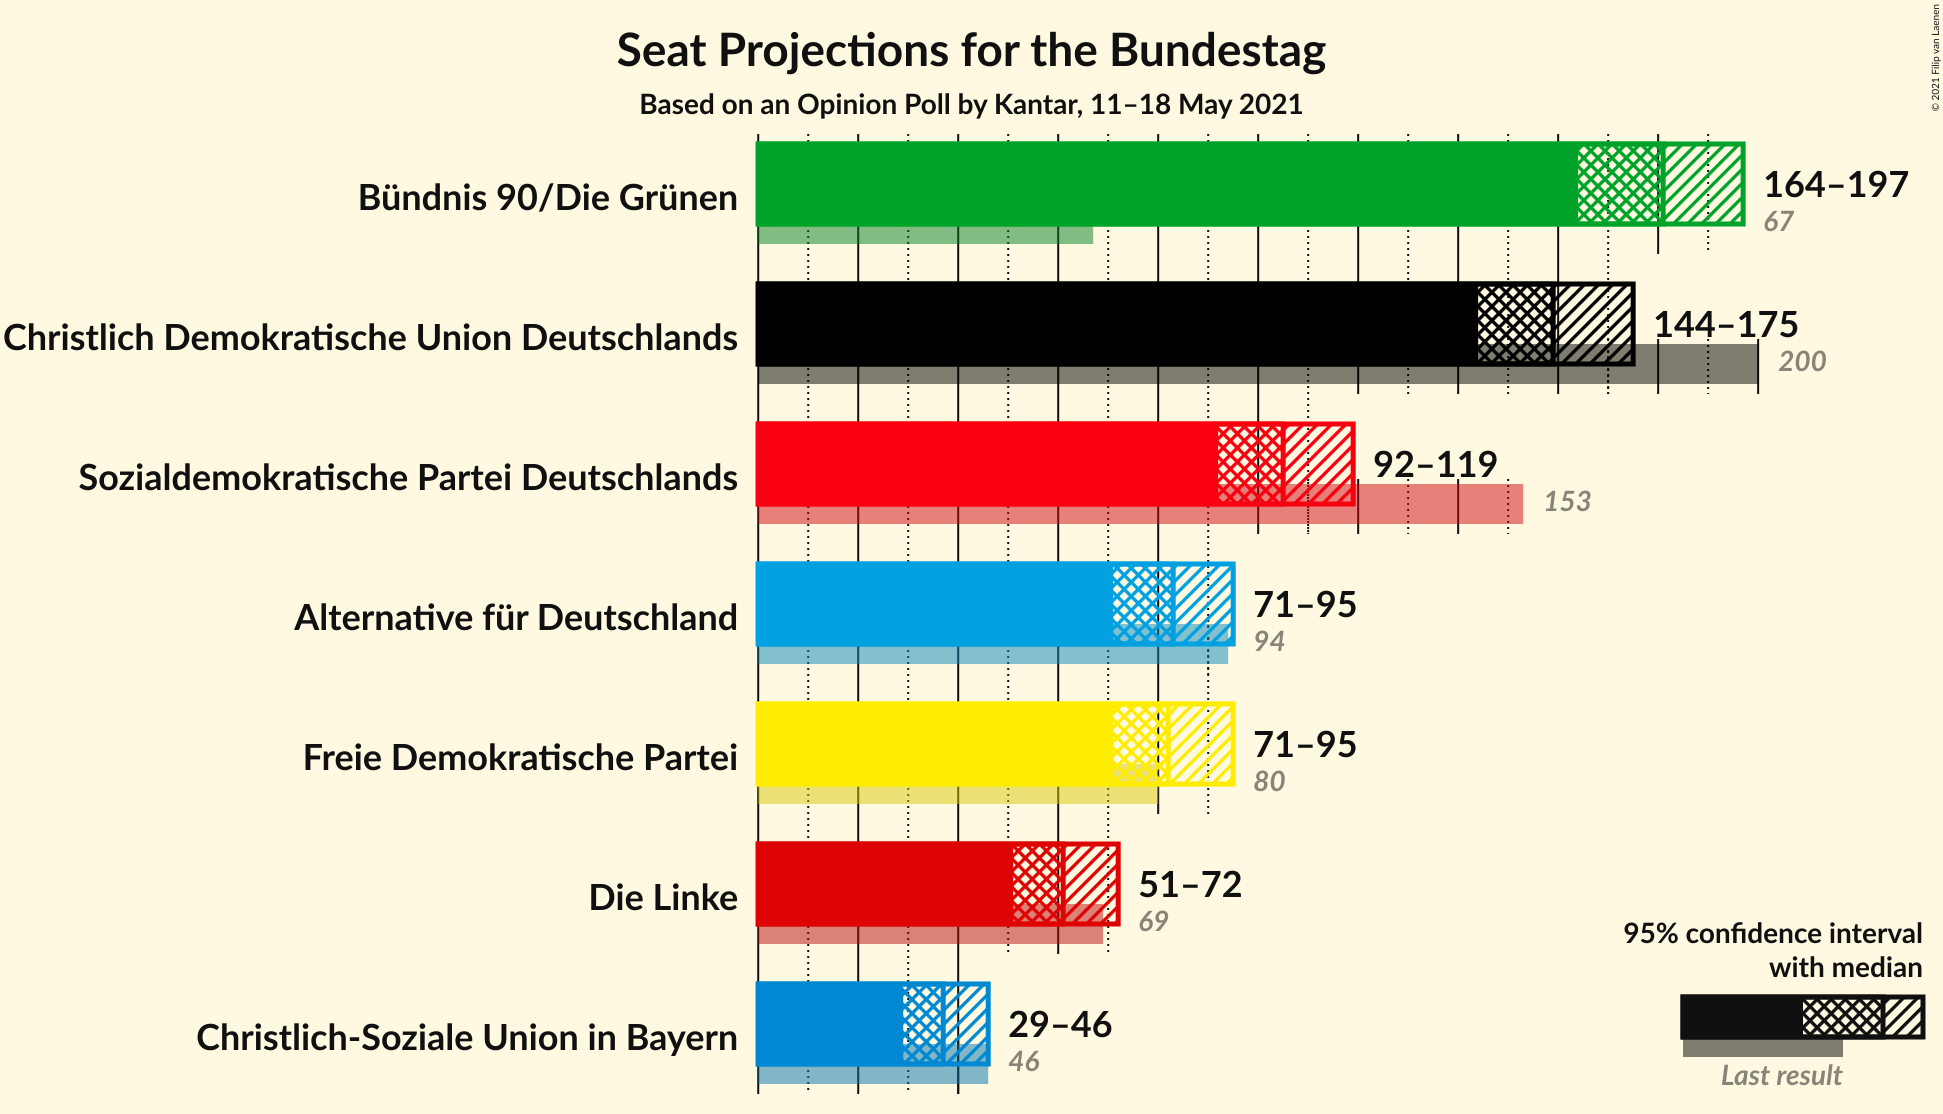 Seat Projections for the Bundestag
Based on an Opinion Poll by Kantar, 11–18 May 2021
© 2021 Filip van Laenen
Bündnis 90/Die Grünen
164–197
67
Christlich Demokratische Union Deutschlands
144–175
200
Sozialdemokratische Partei Deutschlands
92–119
153
Alternative für Deutschland
71–95
94
Freie Demokratische Partei
71–95
80
Die Linke
51–72
69
Christlich-Soziale Union in Bayern
29–46
46
95% confidence interval
with median
Last result